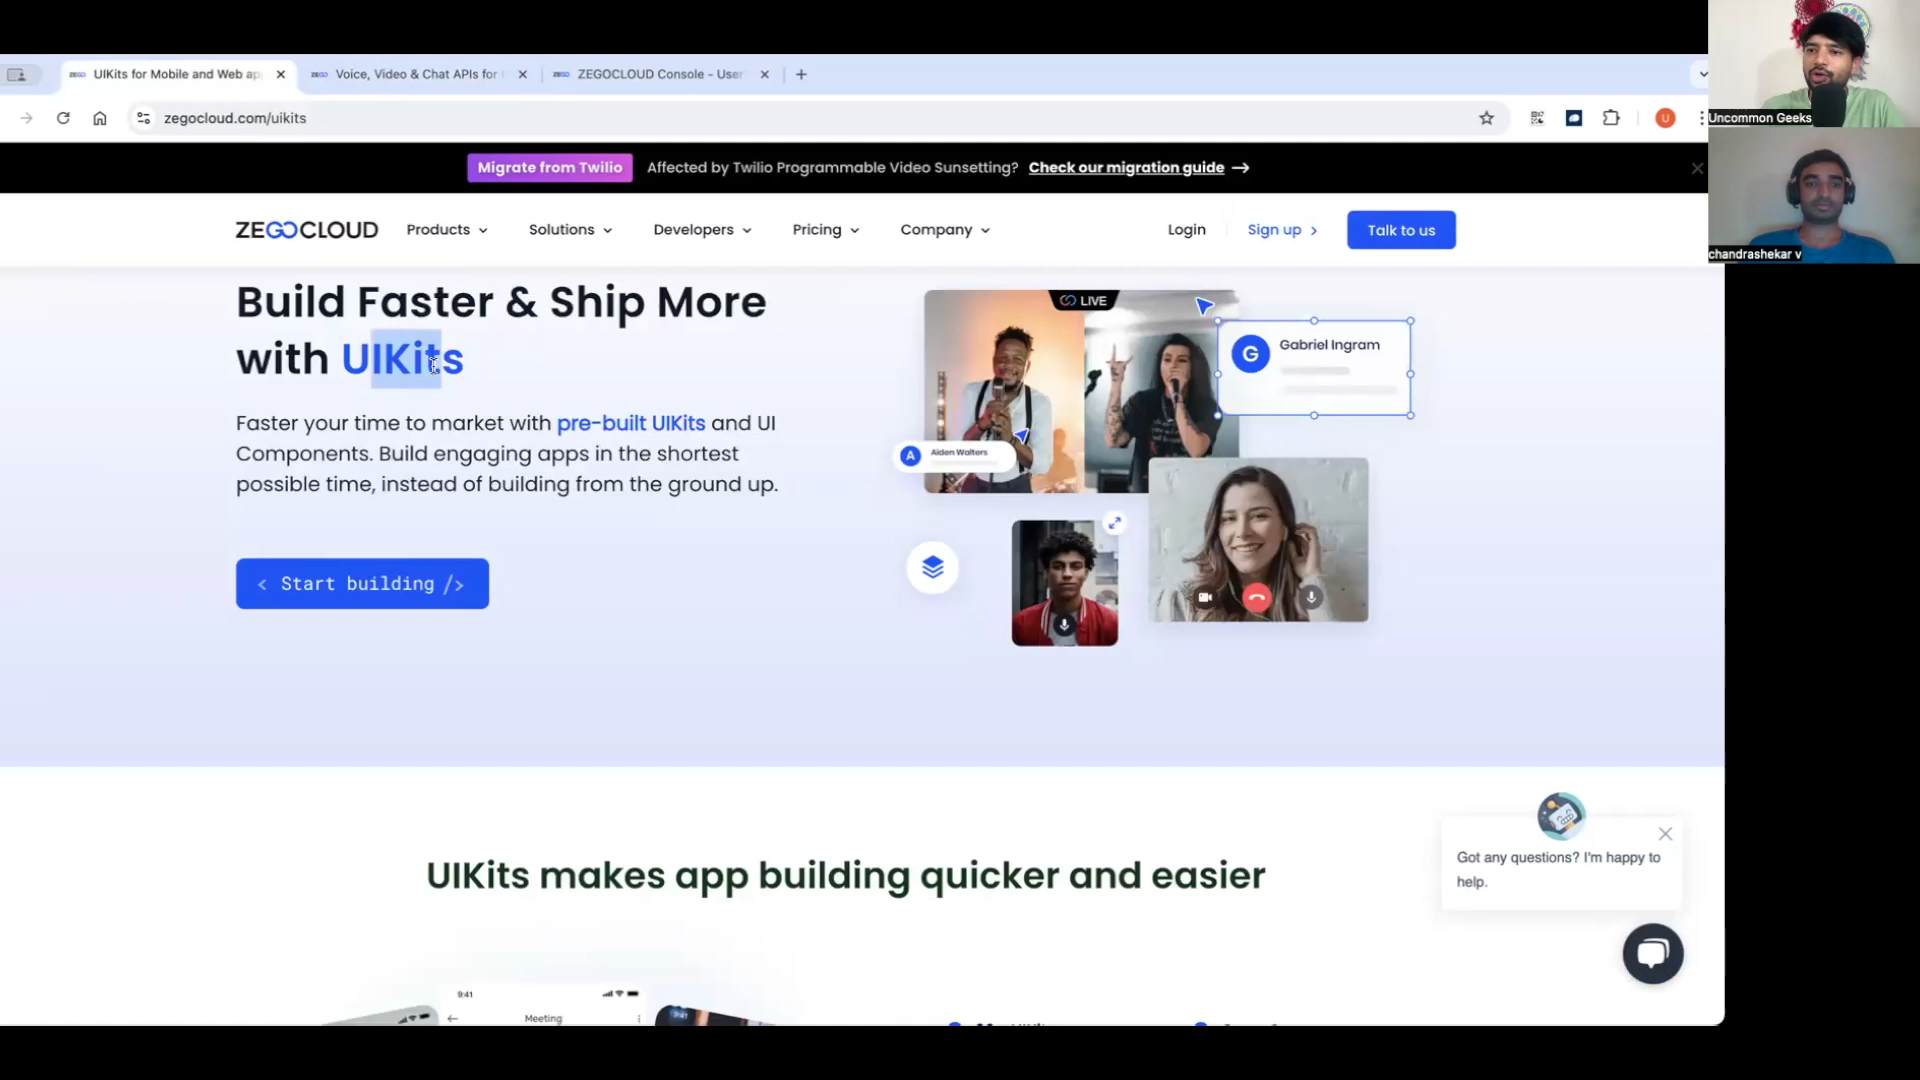 UIKits for Mobile and Web ap
Voice, Video & Chat APIs for
ZEGOCLOUD Console - User
zegocloud.com/uikits
U
Uncommon Geeks
chandrashekar v
Migrate from Twilio
Affected by Twilio Programmable Video Sunsetting? Check our migration guide →
ZEGOCLOUD
Products
Solutions
Developers
Pricing
Company
Login
Sign up
Talk to us
Build Faster & Ship More
with UIKits
Faster your time to market with pre-built UIKits and UI
Components. Build engaging apps in the shortest
possible time, instead of building from the ground up.
< Start building />
LIVE
G
Gabriel Ingram
A
Aiden Walters
UIKits makes app building quicker and easier
Got any questions? I'm happy to
help.
9:41
Meeting
9:41